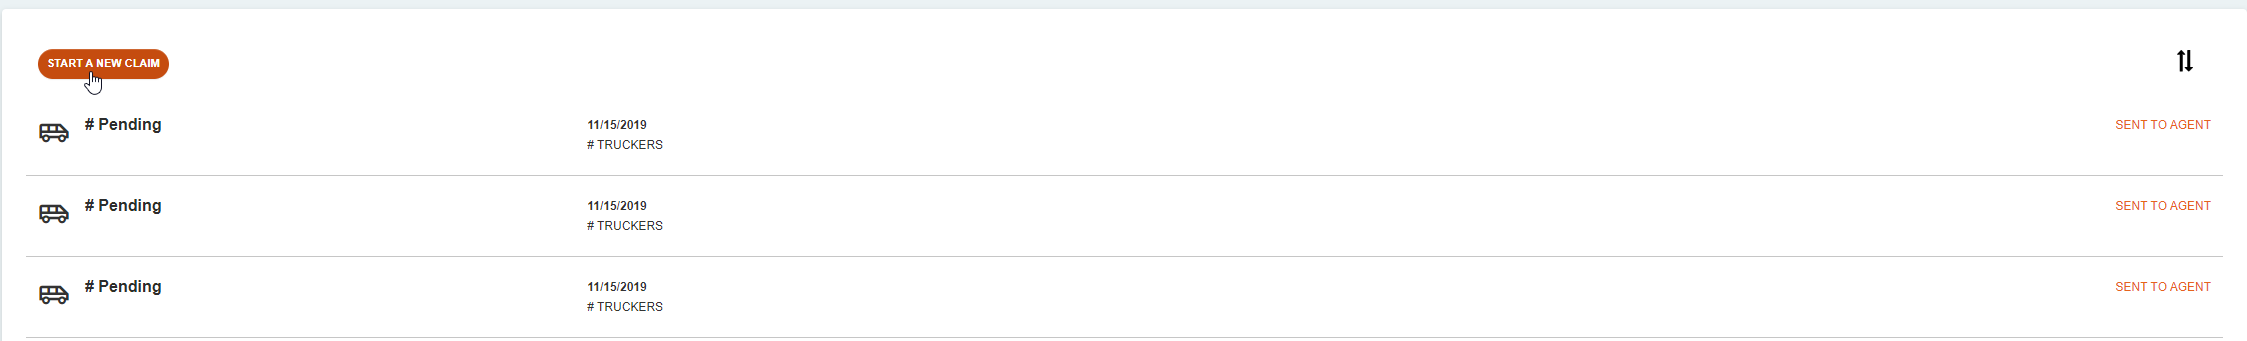 START A NEW CLAIM
# Pending
11/15/2019
# TRUCKERS
SENT TO AGENT
# Pending
11/15/2019
# TRUCKERS
SENT TO AGENT
# Pending
11/15/2019
# TRUCKERS
SENT TO AGENT